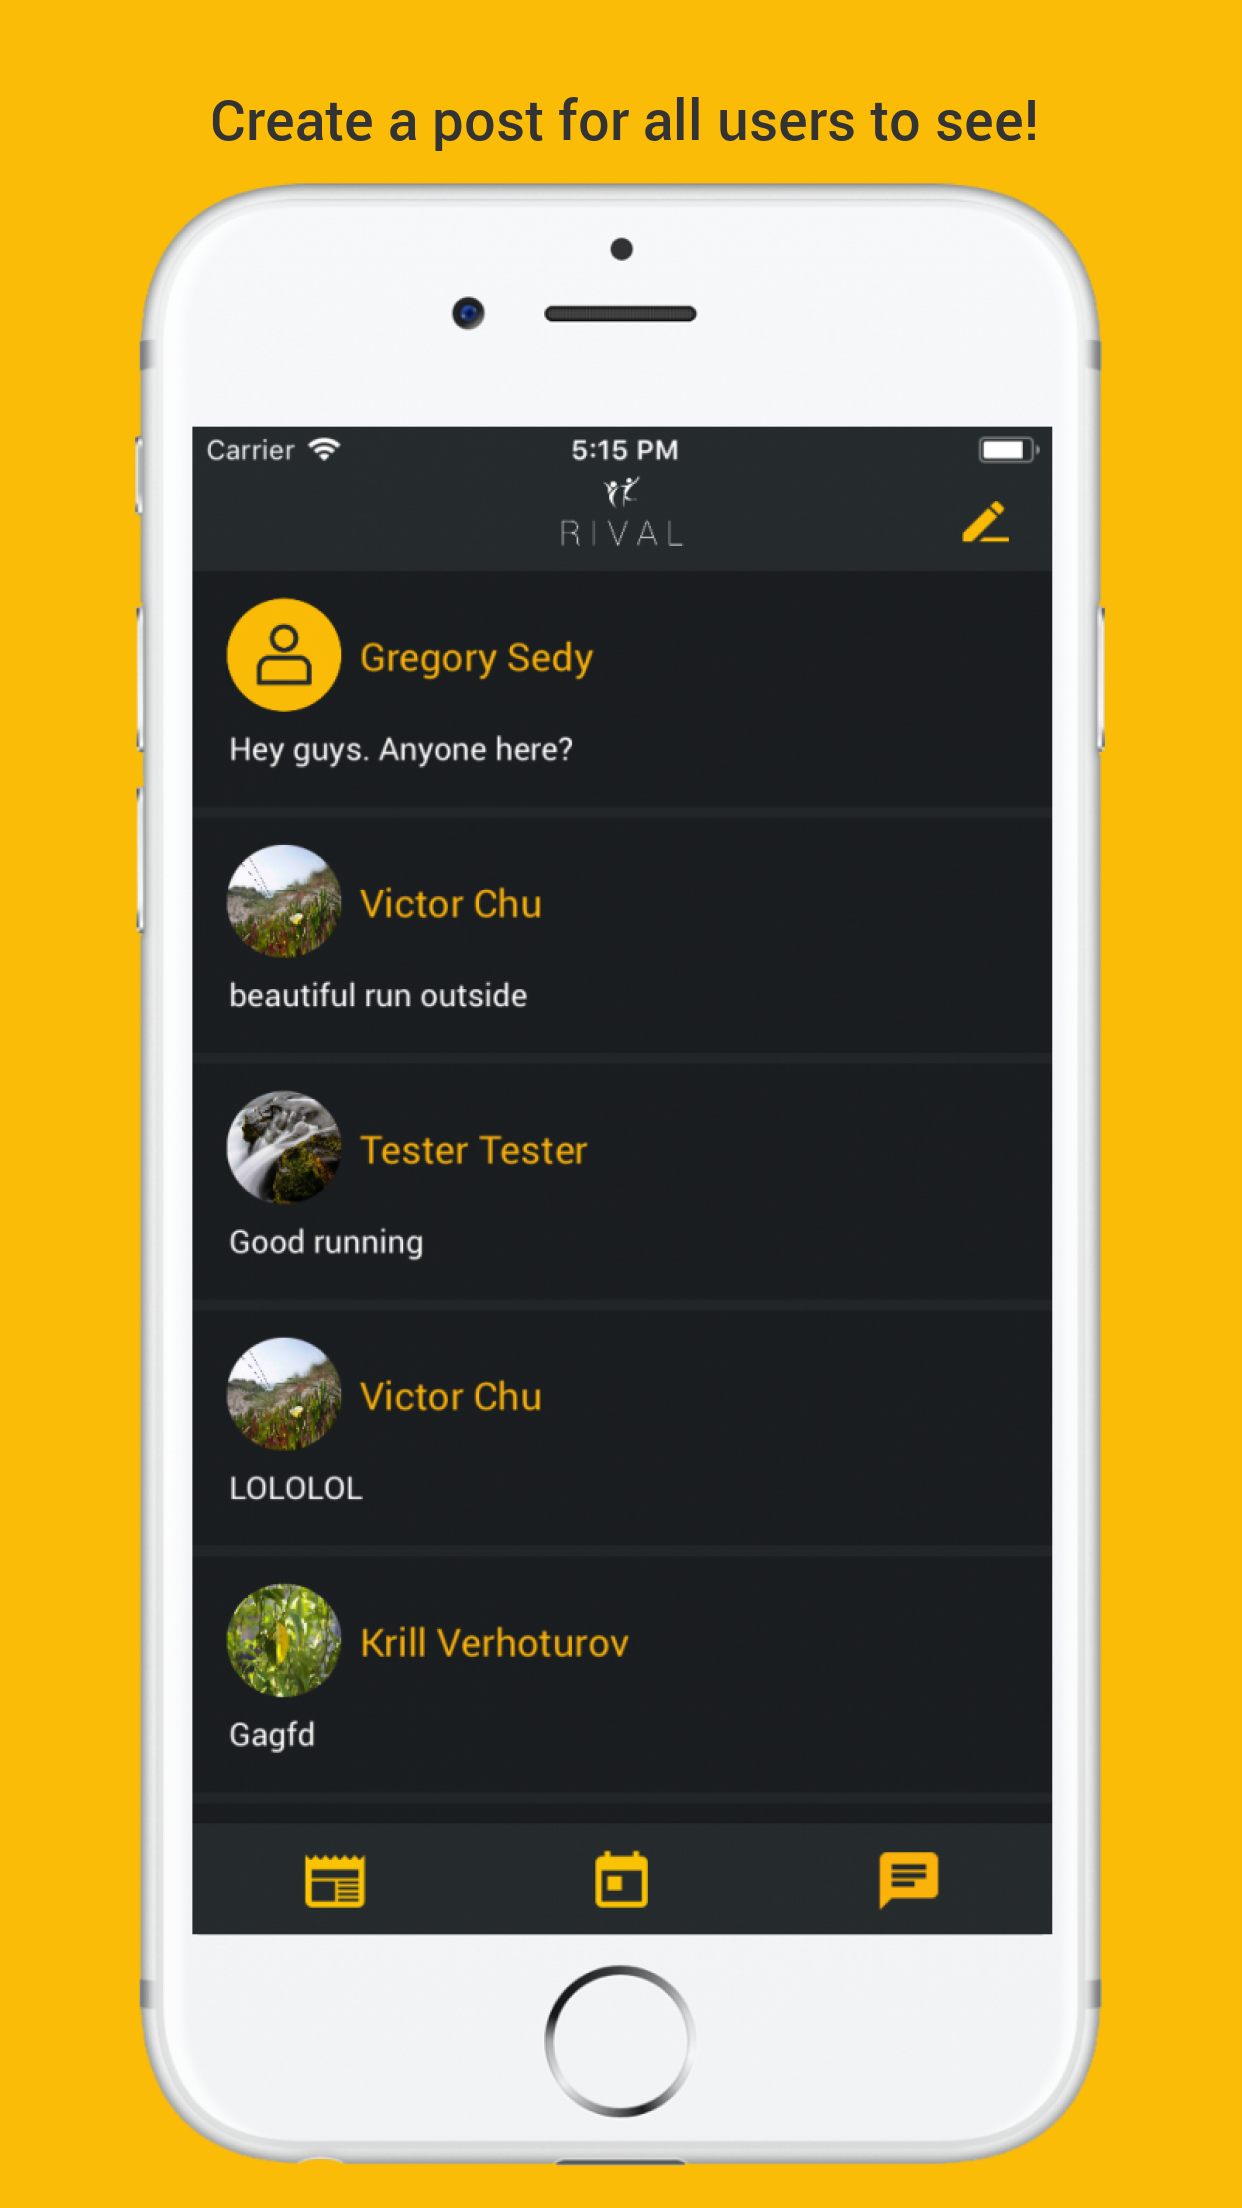 Create a post for all users to see!
Carrier 5:15 PM
RIVAL
Gregory Sedy
Hey guys. Anyone here?
Victor Chu
beautiful run outside
Tester Tester
Good running
Victor Chu
LOLOLOL
Krill Verhoturov
Gagfd